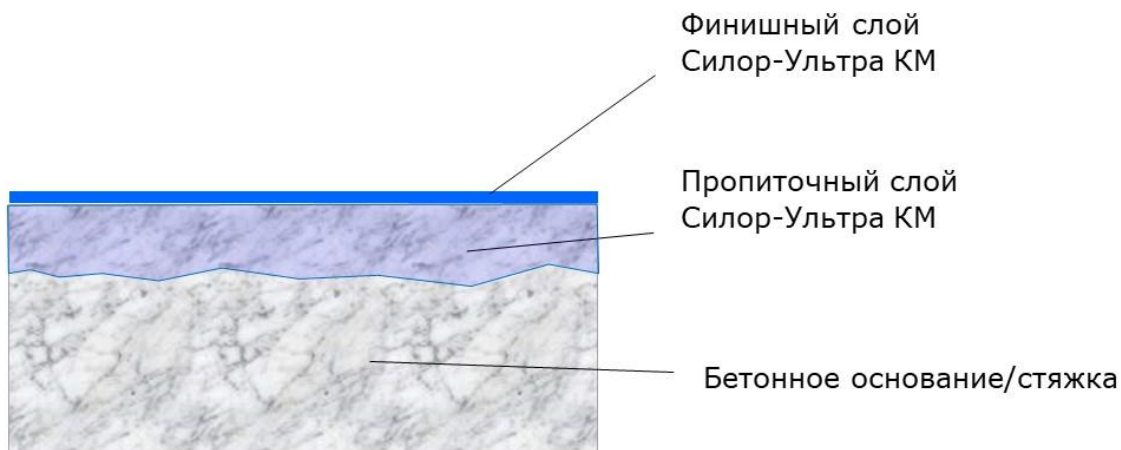 Финишный слой
Силор-Ультра КМ
Пропиточный слой
Силор-Ультра КМ
Бетонное основание/стяжка